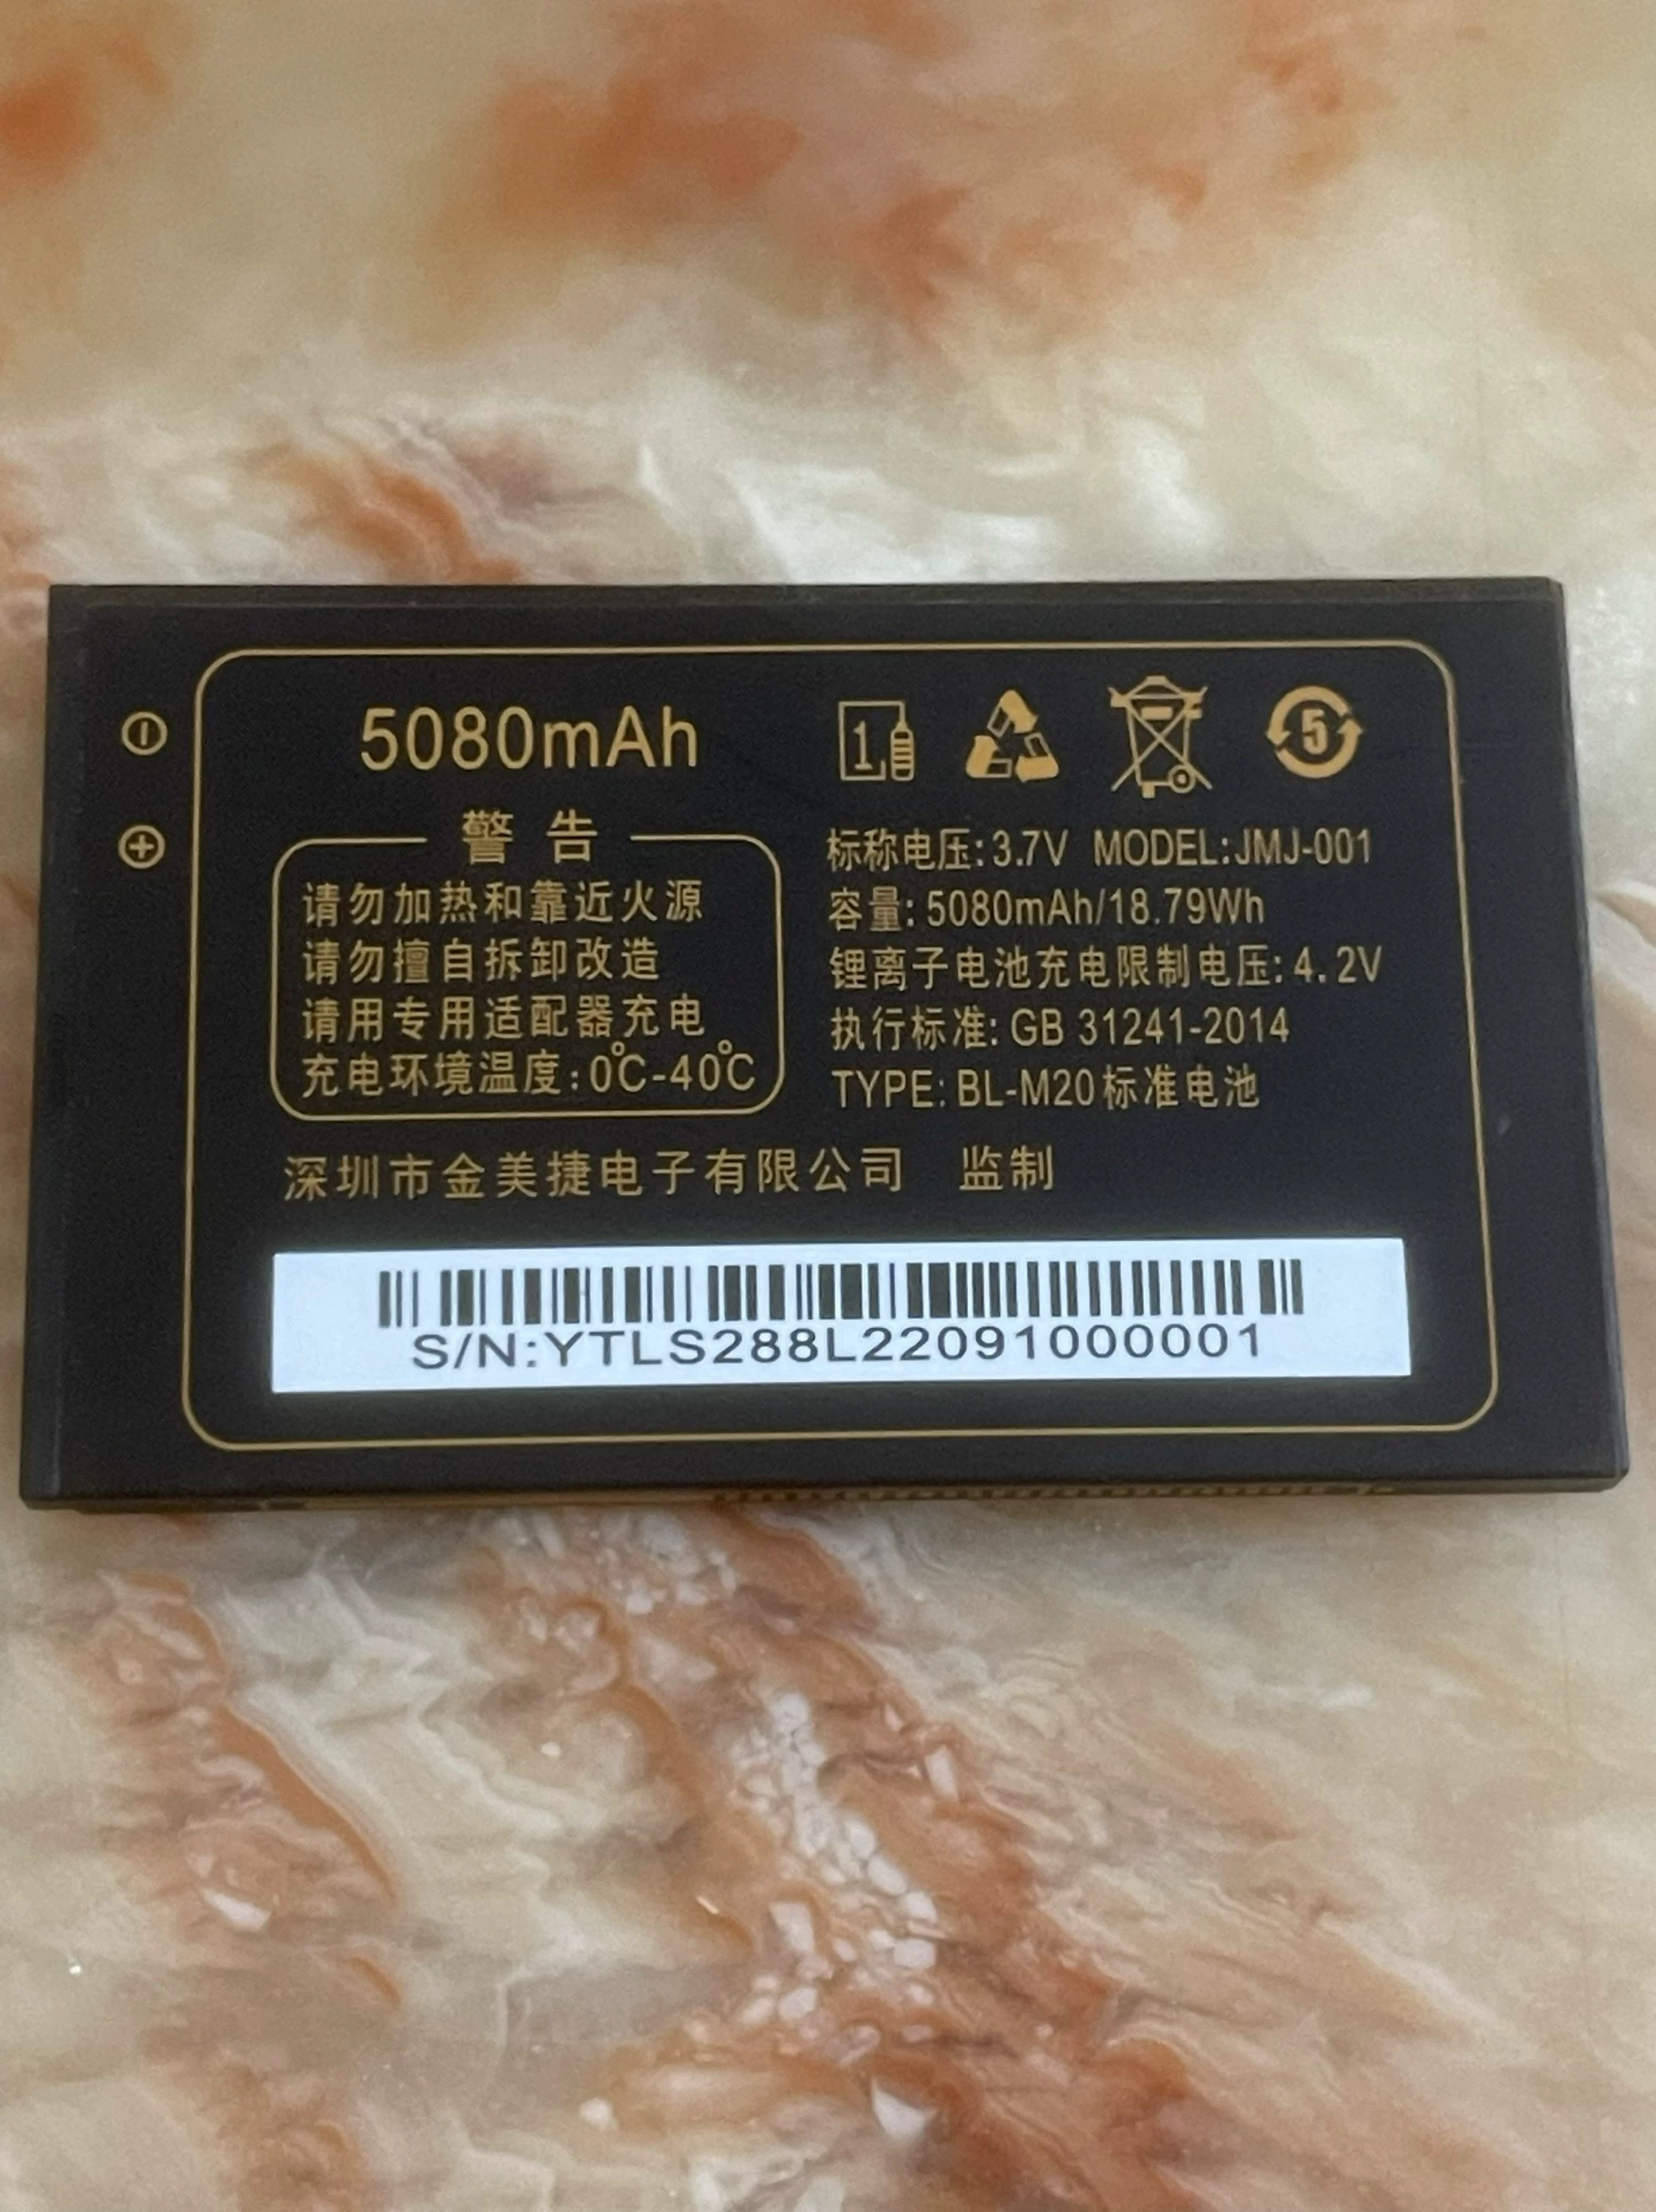 5080mAh
1
5
警告
请勿加热和靠近火源
请勿擅自拆卸改造
请用专用适配器充电
充电环境温度:0℃-40℃
标称电压:3.7V MODEL:JMJ-001
容量:5080mAh/18.79Wh
锂离子电池充电限制电压:4.2V
执行标准:GB 31241-2014
TYPE:BL-M20标准电池
深圳市金美捷电子有限公司 监制
S/N:YTLS288L22091000001